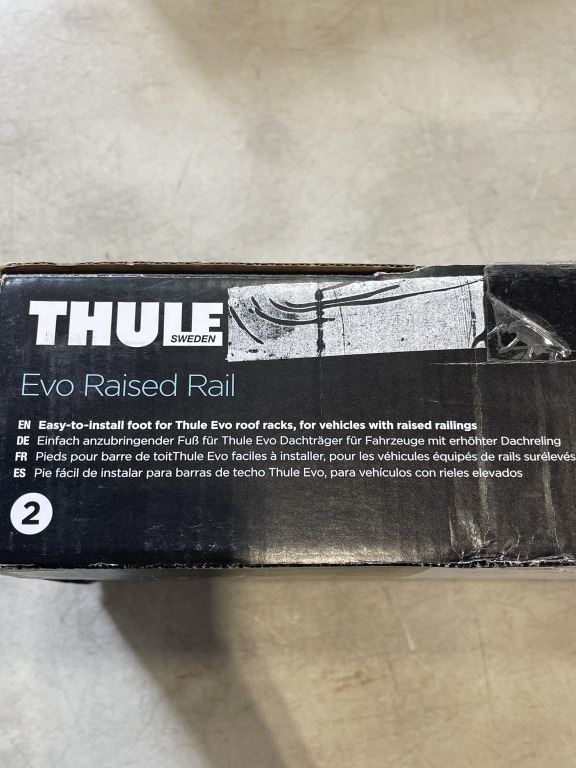 THULE
SWEDEN
Evo Raised Rail
EN Easy-to-install foot for Thule Evo roof racks, for vehicles with raised railings
DE Einfach anzubringender Fuß für Thule Evo Dachträger für Fahrzeuge mit erhöhter Dachreling
FR Pieds pour barre de toitThule Evo faciles à installer, pour les véhicules équipés de rails surélevés
ES Pie fácil de instalar para barras de techo Thule Evo, para vehículos con rieles elevados
2